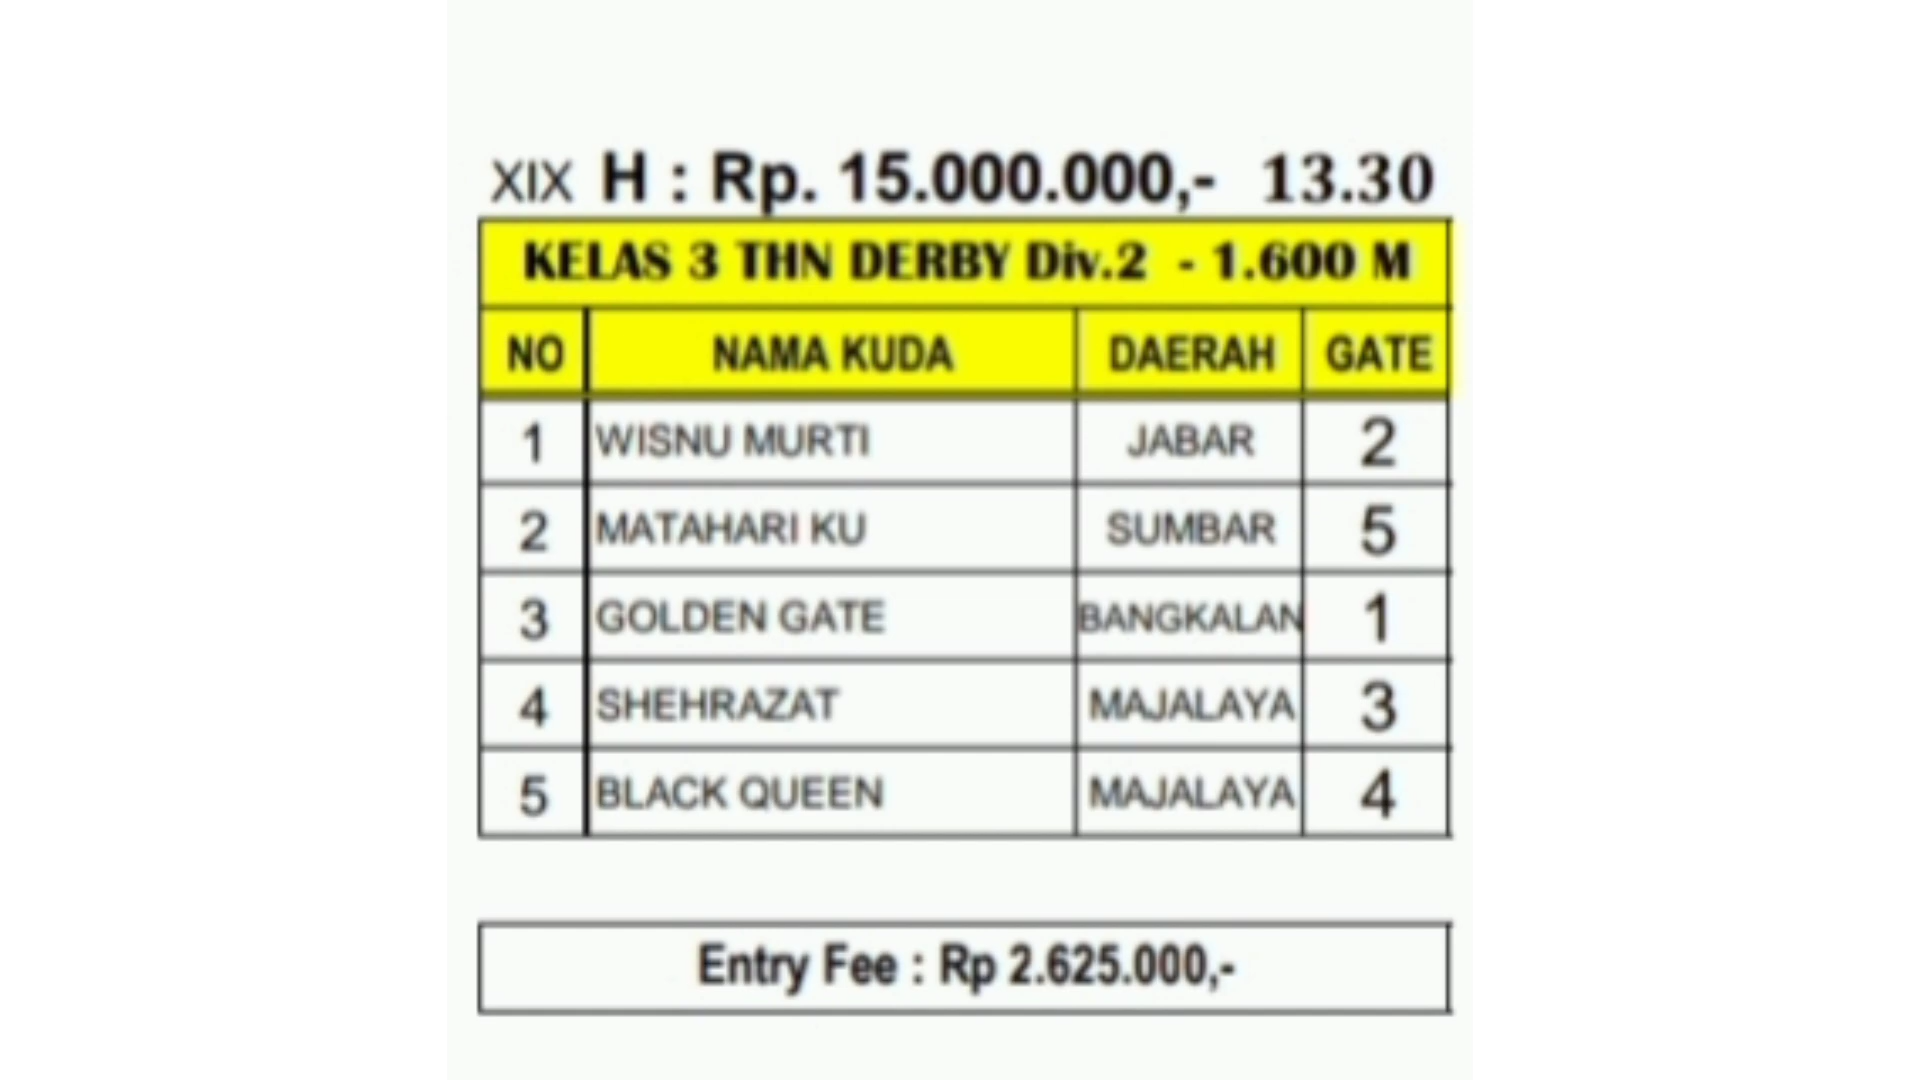 XIX H : Rp. 15.000.000,- 13.30
KELAS 3 THN DERBY Div.2 - 1.600 M
NO NAMA KUDA DAERAH GATE
1 WISNU MURTI JABAR 2
2 MATAHARI KU SUMBAR 5
3 GOLDEN GATE BANGKALAN 1
4 SHEHRAZAT MAJALAYA 3
5 BLACK QUEEN MAJALAYA 4
Entry Fee : Rp 2.625.000,-